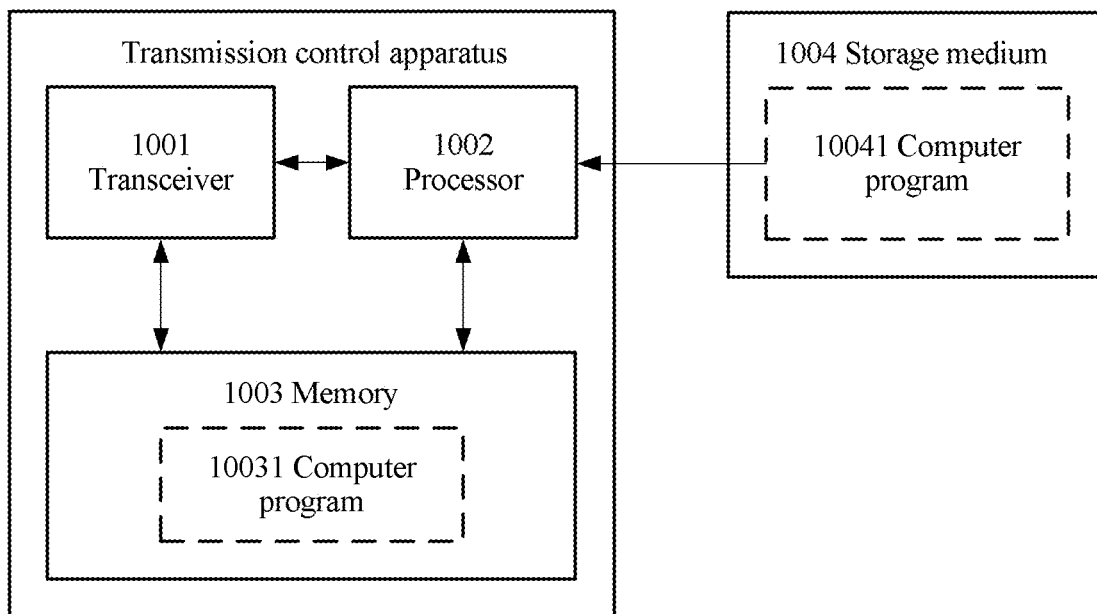 Transmission control apparatus
1001
Transceiver
1002
Processor
1003 Memory
10031 Computer
program
1004 Storage medium
10041 Computer
program